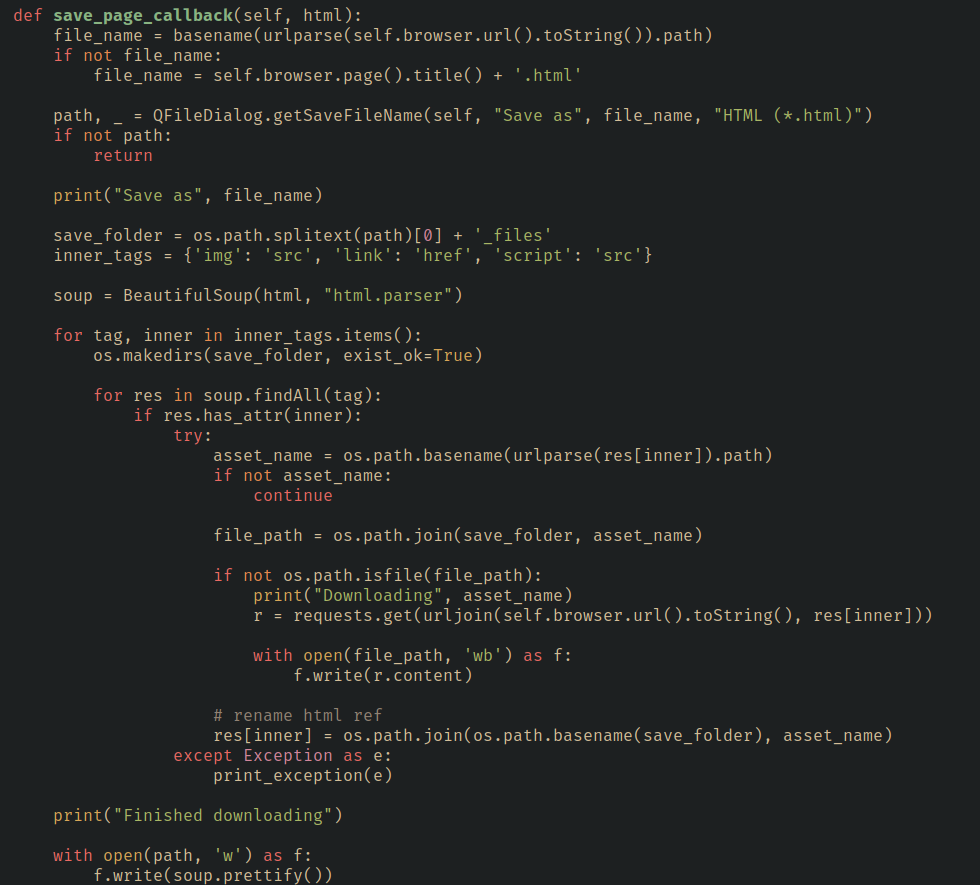 def save_page_callback(self, html):
    file_name = basename(urlparse(self.browser.url().toString()).path)
    if not file_name:
        file_name = self.browser.page().title() + '.html'

    path, _ = QFileDialog.getSaveFileName(self, "Save as", file_name, "HTML (*.html)")
    if not path:
        return

    print("Save as", file_name)

    save_folder = os.path.splitext(path)[0] + '_files'
    inner_tags = {'img': 'src', 'link': 'href', 'script': 'src'}

    soup = BeautifulSoup(html, "html.parser")

    for tag, inner in inner_tags.items():
        os.makedirs(save_folder, exist_ok=True)

        for res in soup.findAll(tag):
            if res.has_attr(inner):
                try:
                    asset_name = os.path.basename(urlparse(res[inner]).path)
                    if not asset_name:
                        continue

                    file_path = os.path.join(save_folder, asset_name)

                    if not os.path.isfile(file_path):
                        print("Downloading", asset_name)
                        r = requests.get(urljoin(self.browser.url().toString(), res[inner]))

                        with open(file_path, 'wb') as f:
                            f.write(r.content)

                    # rename html ref
                    res[inner] = os.path.join(os.path.basename(save_folder), asset_name)
                except Exception as e:
                    print_exception(e)

    print("Finished downloading")

    with open(path, 'w') as f:
        f.write(soup.prettify())